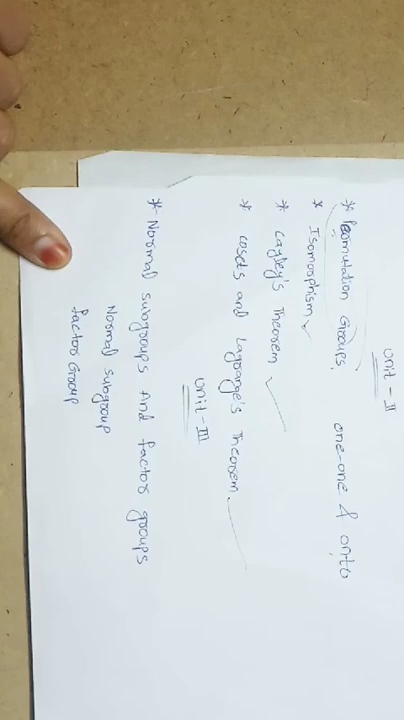 Unit-II
* Permutation Groups. one-one & onto
* Isomorphism
* Cayley's Theorem
* cosets and Lagrange's Theorem.
Unit-III
* Normal subgroups And factor groups
Normal subgroup
factor Group